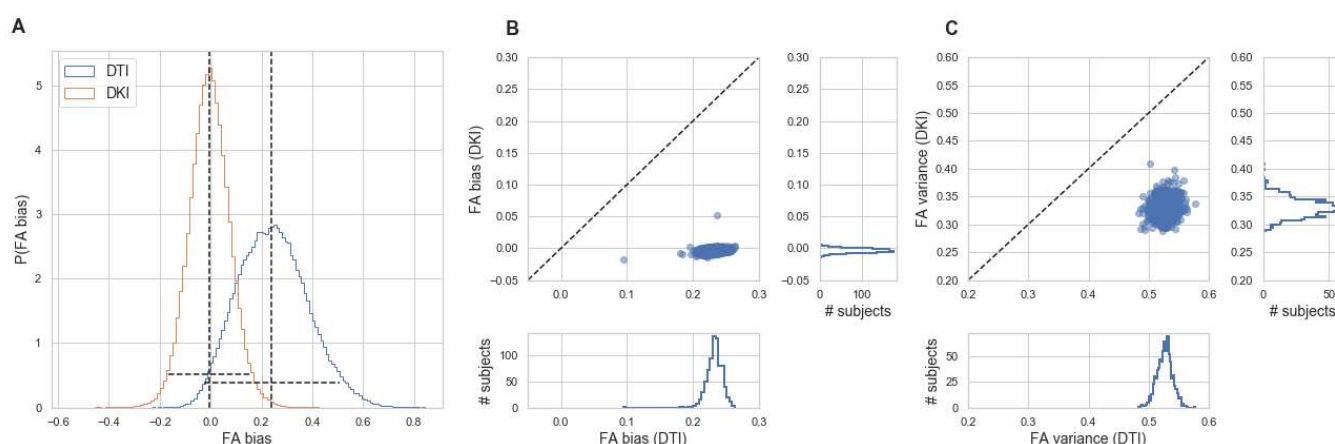 A
B
C
P(FA bias)
5
4
3
2
1
0
DTI
DKI
−0.6 −0.4 −0.2 0.0 0.2 0.4 0.6 0.8
FA bias
FA bias (DKI)
0.30
0.25
0.20
0.15
0.10
0.05
0.00
−0.05
0.0 0.1 0.2 0.3
0.30
0.25
0.20
0.15
0.10
0.05
0.00
−0.05
0 100
# subjects
# subjects
100
50
0
0.0 0.1 0.2 0.3
FA bias (DTI)
FA variance (DKI)
0.60
0.55
0.50
0.45
0.40
0.35
0.30
0.25
0.20
0.2 0.3 0.4 0.5 0.6
0.60
0.55
0.50
0.45
0.40
0.35
0.30
0.25
0.20
0 50
# subjects
# subjects
50
25
0
0.2 0.3 0.4 0.5 0.6
FA variance (DTI)